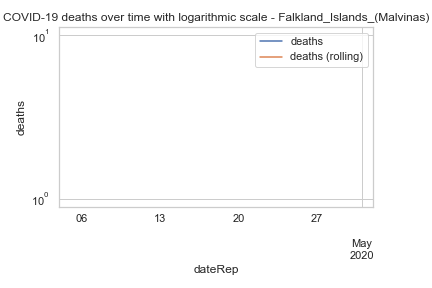 COVID-19 deaths over time with logarithmic scale - Falkland_Islands_(Malvinas)
10¹
deaths
deaths (rolling)
deaths
10⁰
06 13 20 27
May
2020
dateRep